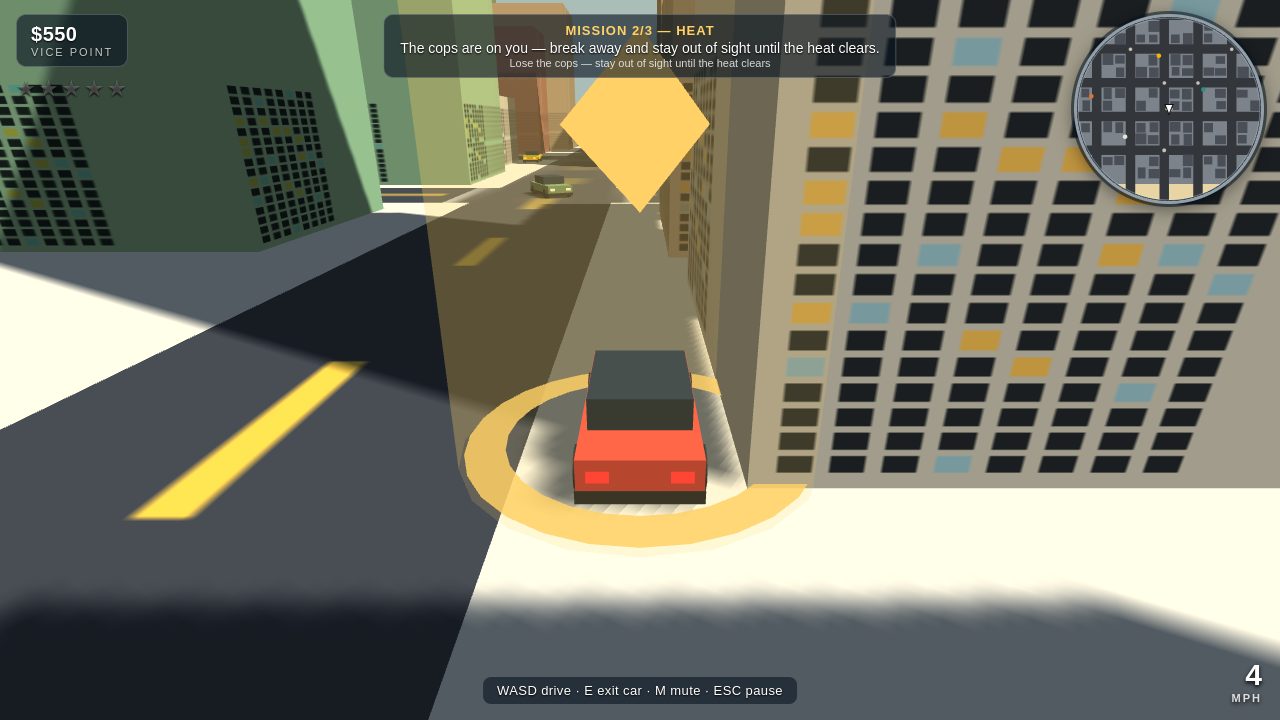 $550
VICE POINT
MISSION 2/3 — HEAT
The cops are on you — break away and stay out of sight until the heat clears.
Lose the cops — stay out of sight until the heat clears
WASD drive · E exit car · M mute · ESC pause
4
MPH